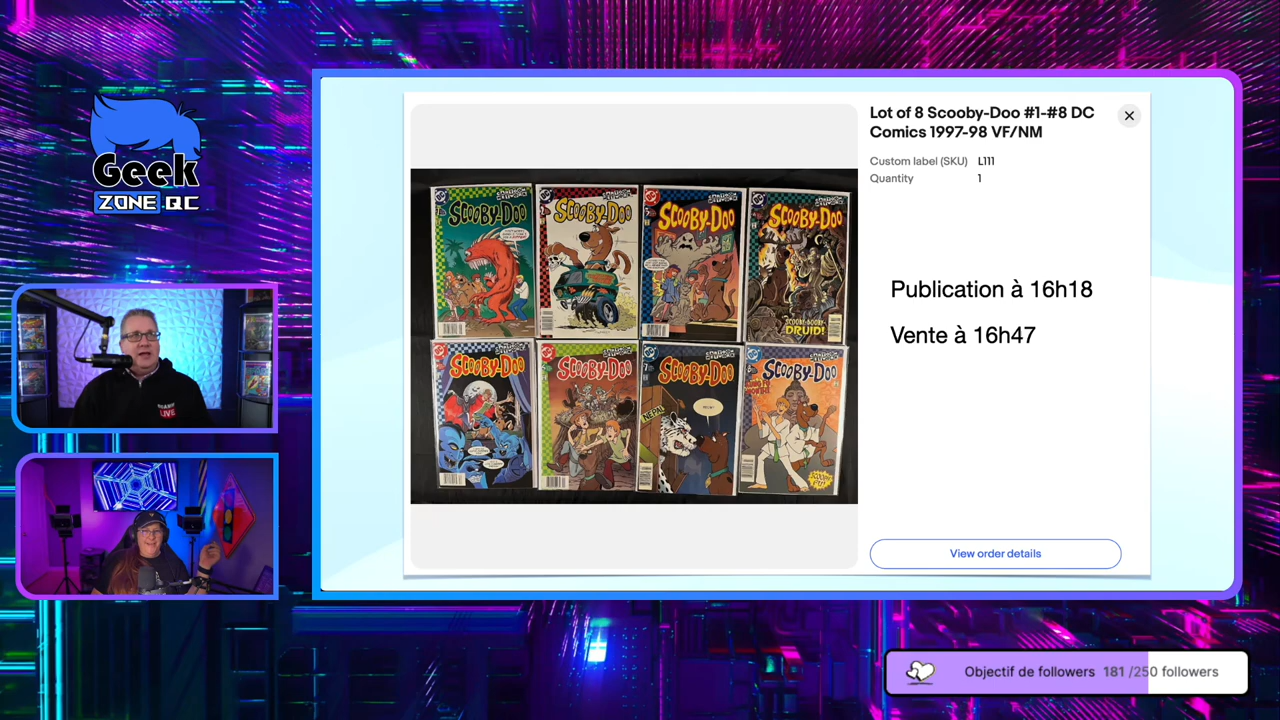 Geek
ZONE QC
LIVE
Lot of 8 Scooby-Doo #1-#8 DC
Comics 1997-98 VF/NM
Custom label (SKU) L111
Quantity 1
SCOOBY-DOO
SCOOBY-DOO
SCOOBY-DOO
SCOOBY-DOO
DRUID!
SCOOBY-DOO
SCOOBY-DOO
SCOOBY-DOO
NEPAL
SCOOBY-DOO
Publication à 16h18
Vente à 16h47
View order details
Objectif de followers 181 /250 followers